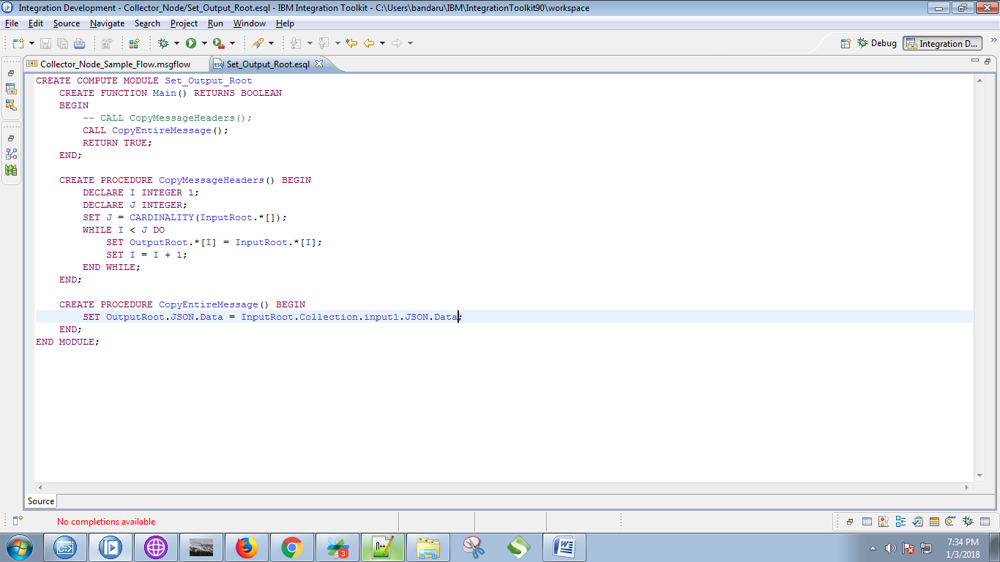 Integration Development - Collector_Node/Set_Output_Root.esql - IBM Integration Toolkit - C:\Users\bandaru\IBM\IntegrationToolkit90\workspace
File Edit Source Navigate Search Project Run Window Help
Debug Integration D...
Collector_Node_Sample_Flow.msgflow esql Set_Output_Root.esql
CREATE COMPUTE MODULE Set_Output_Root
CREATE FUNCTION Main() RETURNS BOOLEAN
BEGIN
-- CALL CopyMessageHeaders();
CALL CopyEntireMessage();
RETURN TRUE;
END;
CREATE PROCEDURE CopyMessageHeaders() BEGIN
DECLARE I INTEGER 1;
DECLARE J INTEGER;
SET J = CARDINALITY(InputRoot.*[]);
WHILE I < J DO
SET OutputRoot.*[I] = InputRoot.*[I];
SET I = I + 1;
END WHILE;
END;
CREATE PROCEDURE CopyEntireMessage() BEGIN
SET OutputRoot.JSON.Data = InputRoot.Collection.input1.JSON.Data;
END;
END MODULE;
Source
No completions available
3
7:34 PM
1/3/2018